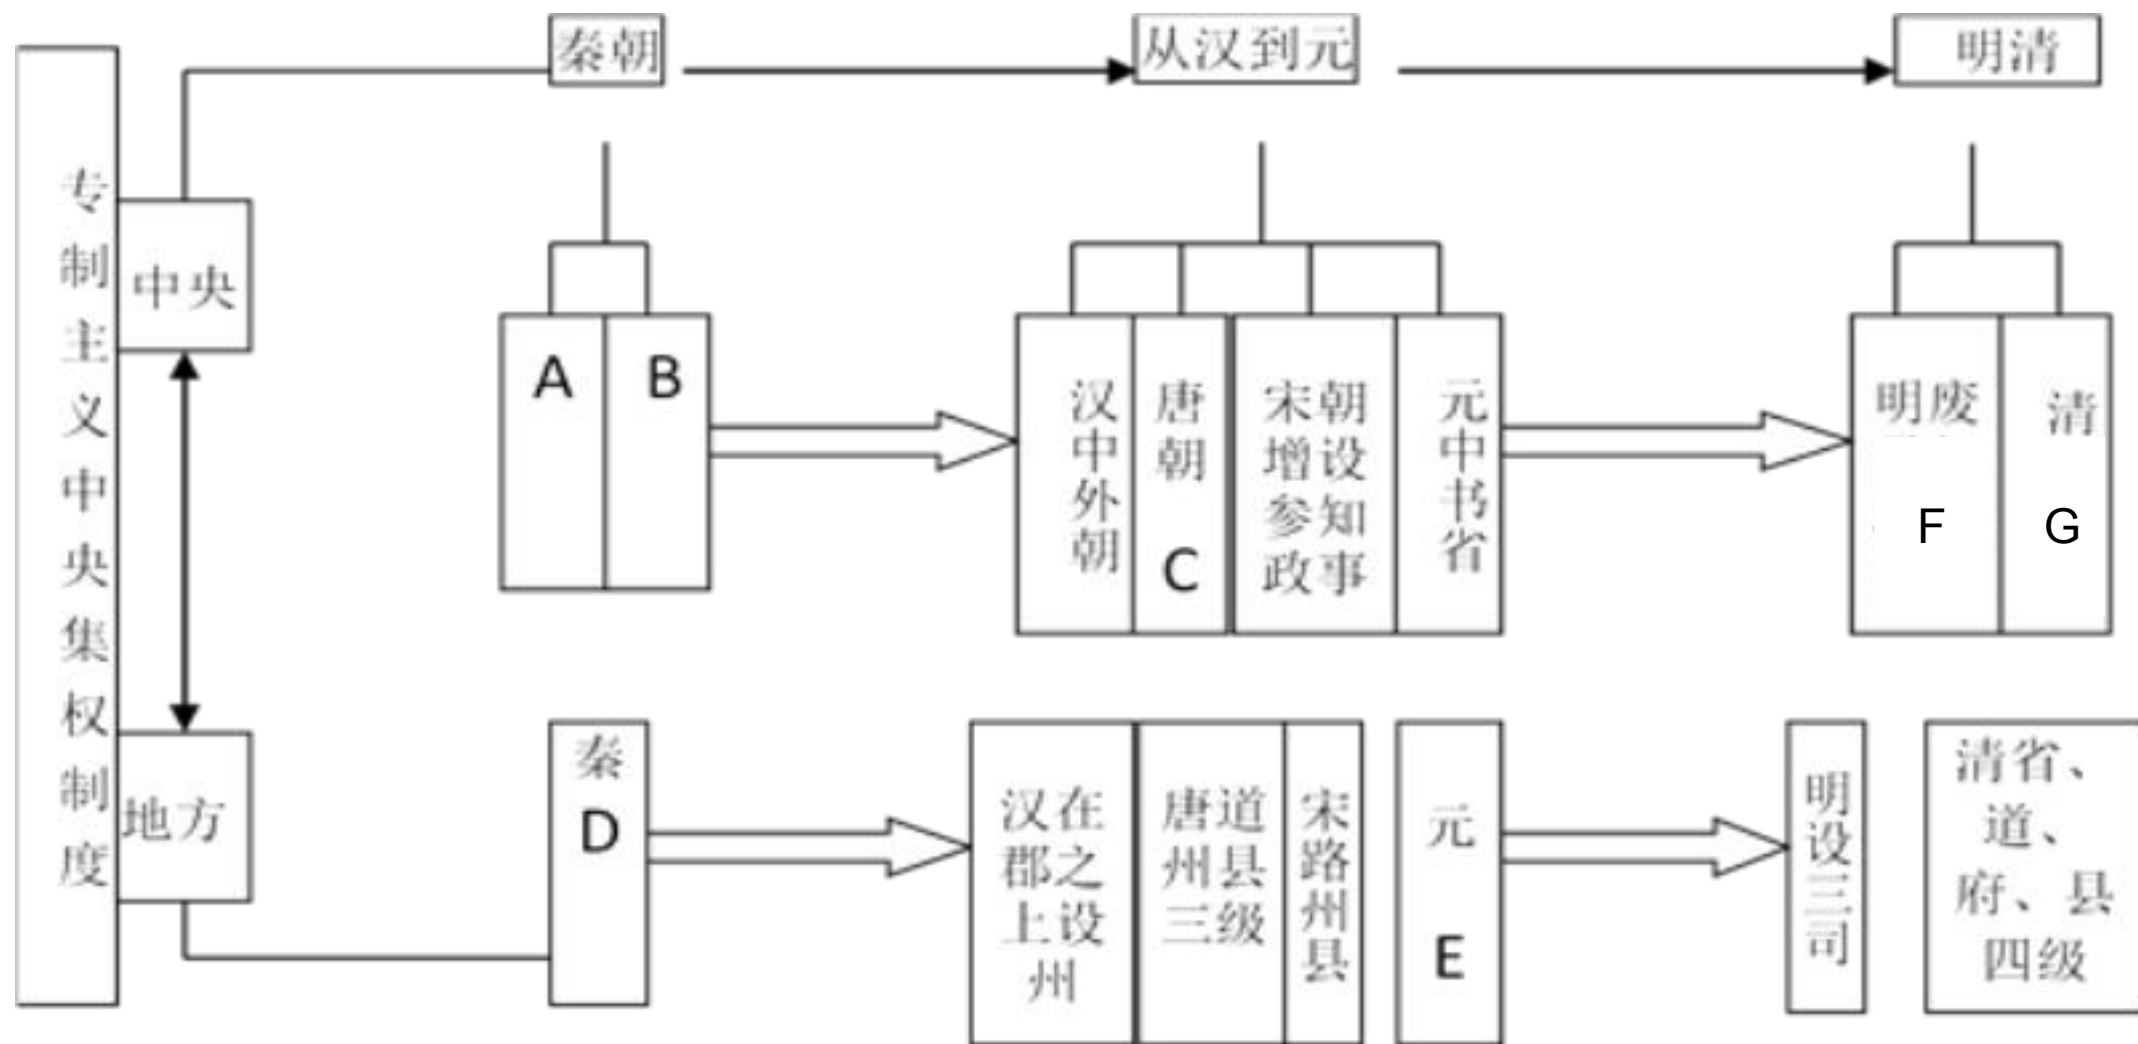 专制主义中央集权制度
中央
地方
秦朝
从汉到元
明清
A
B
汉中外朝
唐朝
C
宋朝
增设
参知
政事
元中书省
明废
F
清
G
秦
D
汉在
郡之
上设
州
唐道
州县
三级
宋路州县
元
E
明设三司
清省、
道、
府、县
四级